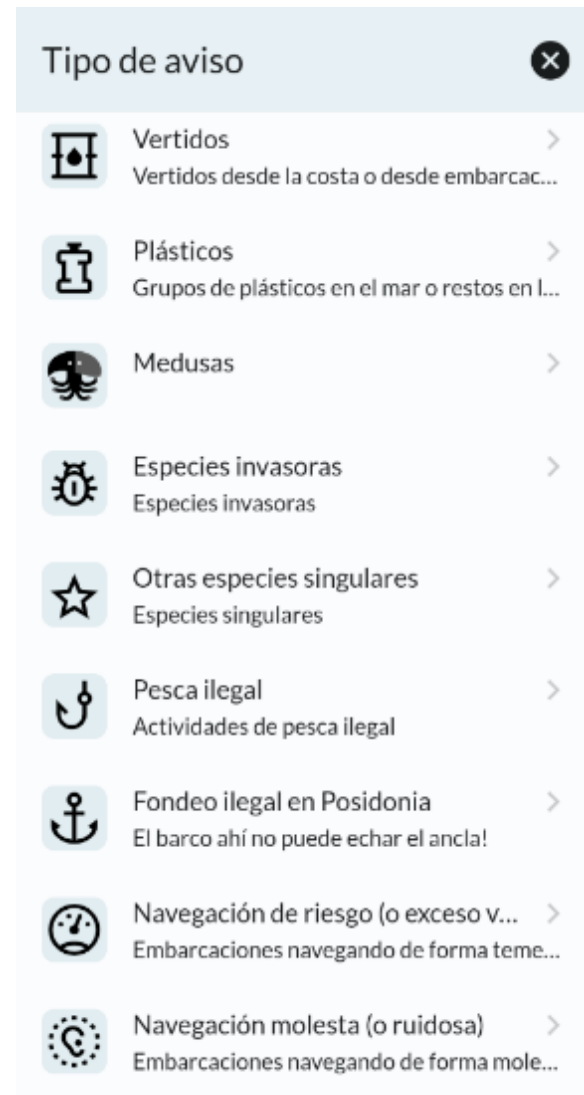 Tipo de aviso
Vertidos
Vertidos desde la costa o desde embarcac...
Plásticos
Grupos de plásticos en el mar o restos en l...
Medusas
Especies invasoras
Especies invasoras
Otras especies singulares
Especies singulares
Pesca ilegal
Actividades de pesca ilegal
Fondeo ilegal en Posidonia
El barco ahí no puede echar el ancla!
Navegación de riesgo (o exceso v...
Embarcaciones navegando de forma teme...
Navegación molesta (o ruidosa)
Embarcaciones navegando de forma mole...